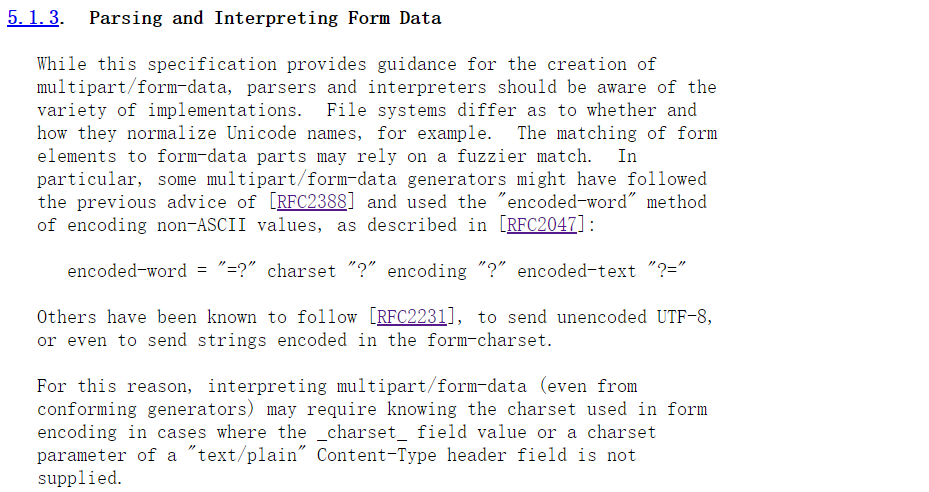 5.1.3.  Parsing and Interpreting Form Data
While this specification provides guidance for the creation of
multipart/form-data, parsers and interpreters should be aware of the
variety of implementations.  File systems differ as to whether and
how they normalize Unicode names, for example.  The matching of form
elements to form-data parts may rely on a fuzzier match.  In
particular, some multipart/form-data generators might have followed
the previous advice of [RFC2388] and used the "encoded-word" method
of encoding non-ASCII values, as described in [RFC2047]:
encoded-word = "=?" charset "?" encoding "?" encoded-text "?="
Others have been known to follow [RFC2231], to send unencoded UTF-8,
or even to send strings encoded in the form-charset.
For this reason, interpreting multipart/form-data (even from
conforming generators) may require knowing the charset used in form
encoding in cases where the _charset_ field value or a charset
parameter of a "text/plain" Content-Type header field is not
supplied.